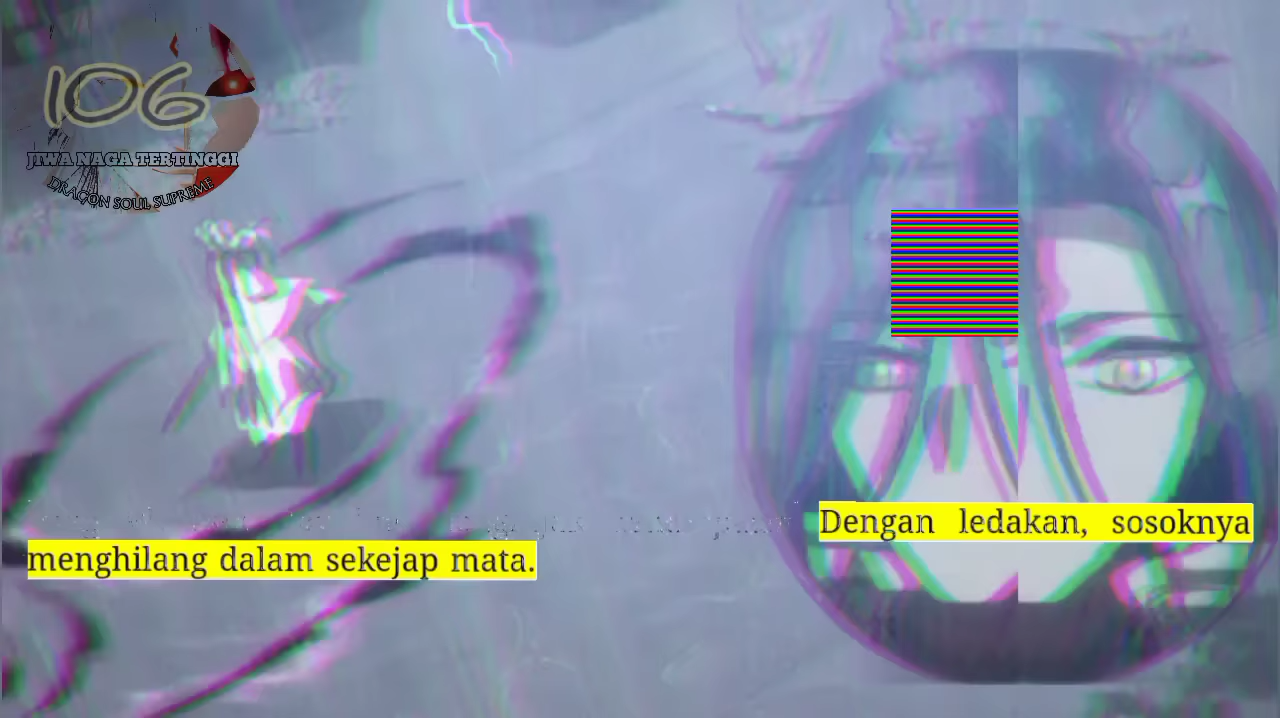 106
JIWA NAGA TERTINGGI
DRAGON SOUL SUPREME
Dengan ledakan, sosoknya
menghilang dalam sekejap mata.